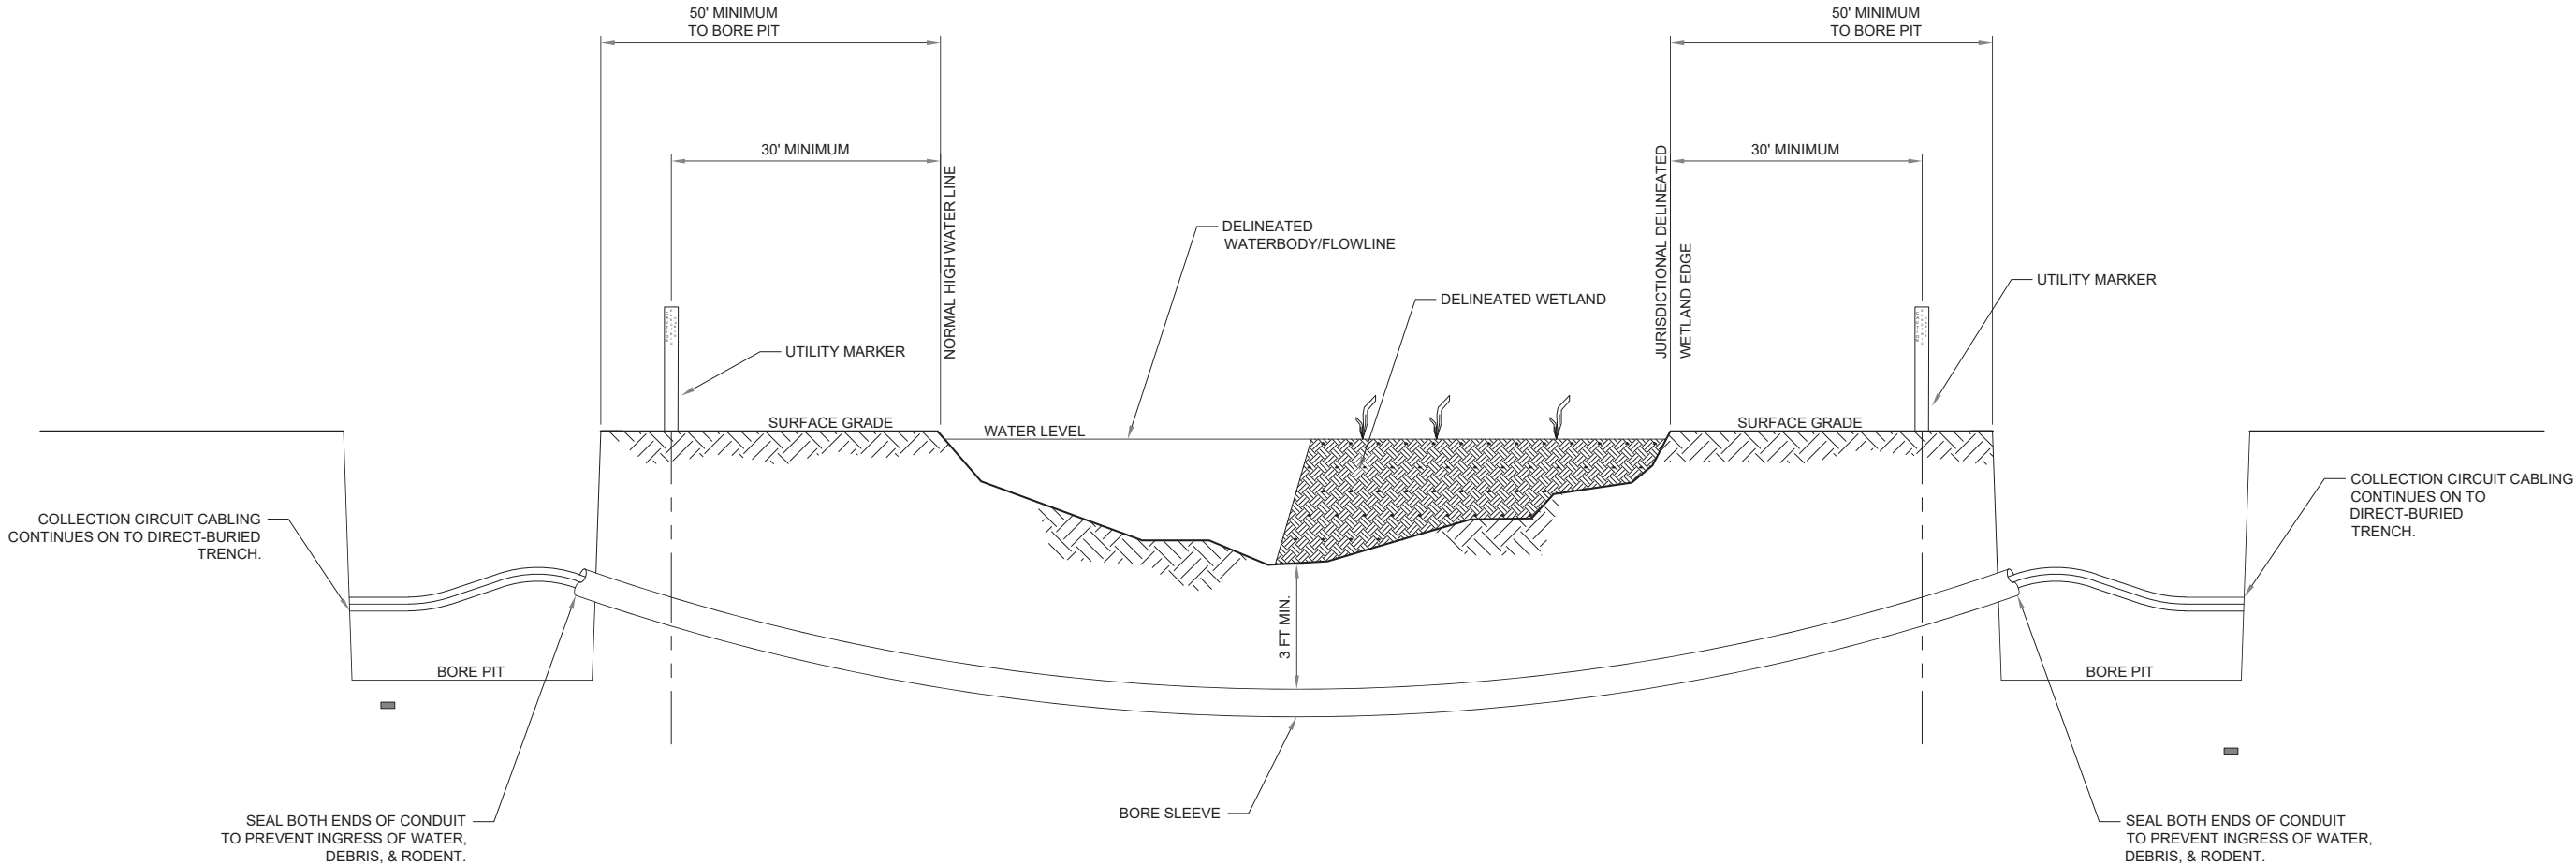 50' MINIMUM
TO BORE PIT
50' MINIMUM
TO BORE PIT
30' MINIMUM
30' MINIMUM
NORMAL HIGH WATER LINE
JURISDICTIONAL DELINEATED
WETLAND EDGE
DELINEATED
WATERBODY/FLOWLINE
DELINEATED WETLAND
UTILITY MARKER
UTILITY MARKER
SURFACE GRADE
WATER LEVEL
SURFACE GRADE
COLLECTION CIRCUIT CABLING
CONTINUES ON TO DIRECT-BURIED
TRENCH.
COLLECTION CIRCUIT CABLING
CONTINUES ON TO
DIRECT-BURIED
TRENCH.
3 FT MIN.
BORE PIT
BORE PIT
BORE SLEEVE
SEAL BOTH ENDS OF CONDUIT
TO PREVENT INGRESS OF WATER,
DEBRIS, & RODENT.
SEAL BOTH ENDS OF CONDUIT
TO PREVENT INGRESS OF WATER,
DEBRIS, & RODENT.